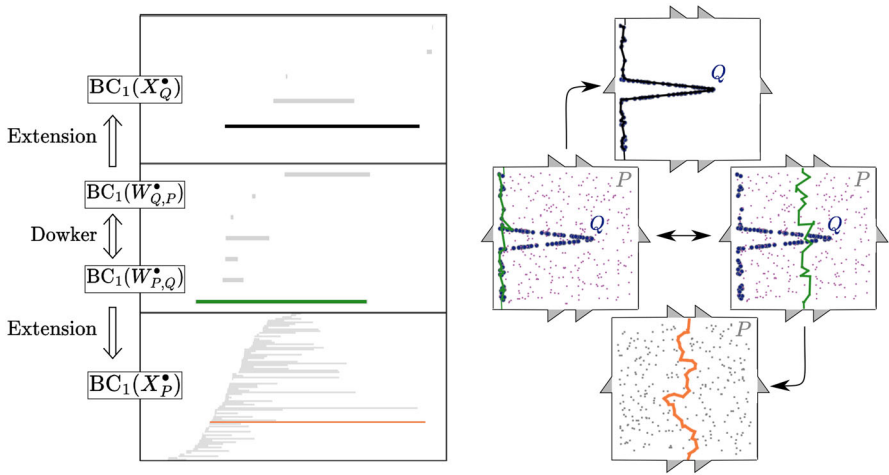 BC₁(X•Q)
Extension
BC₁(W•Q,P)
Dowker
BC₁(W•P,Q)
Extension
BC₁(X•P)
Q
P
Q
P
Q
P